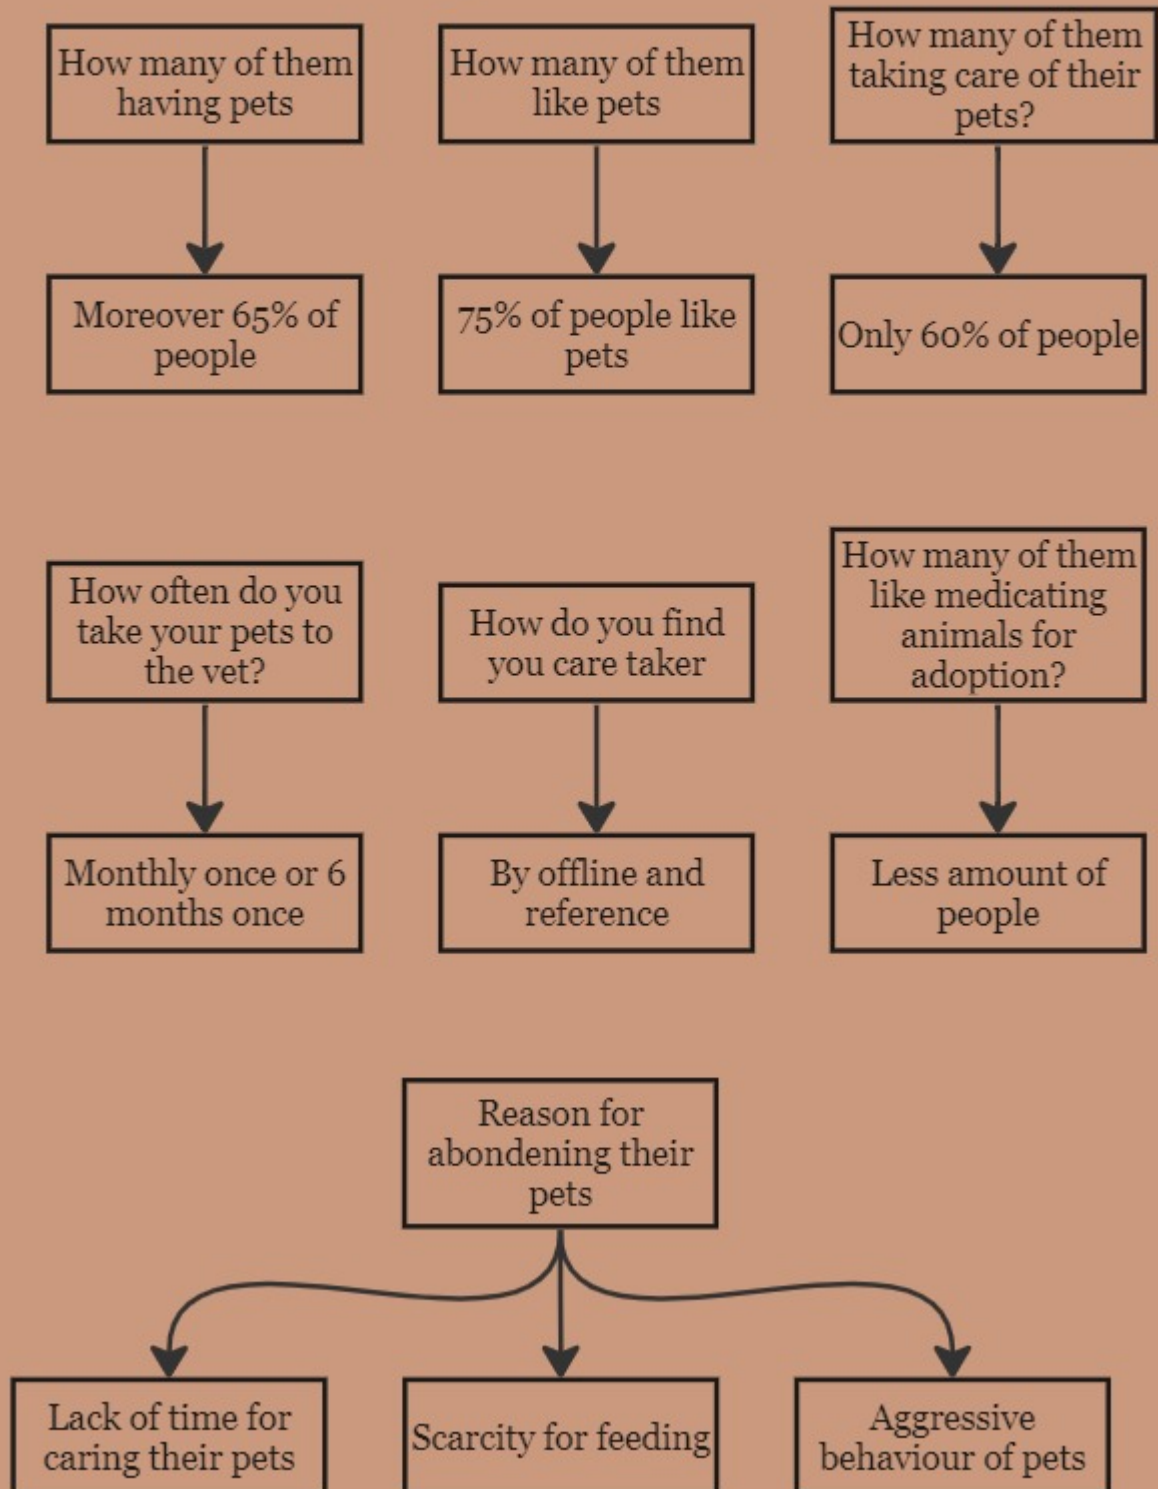 How many of them
having pets
How many of them
like pets
How many of them
taking care of their
pets?
Moreover 65% of
people
75% of people like
pets
Only 60% of people
How often do you
take your pets to
the vet?
How do you find
you care taker
How many of them
like medicating
animals for
adoption?
Monthly once or 6
months once
By offline and
reference
Less amount of
people
Reason for
abondening their
pets
Lack of time for
caring their pets
Scarcity for feeding
Aggressive
behaviour of pets